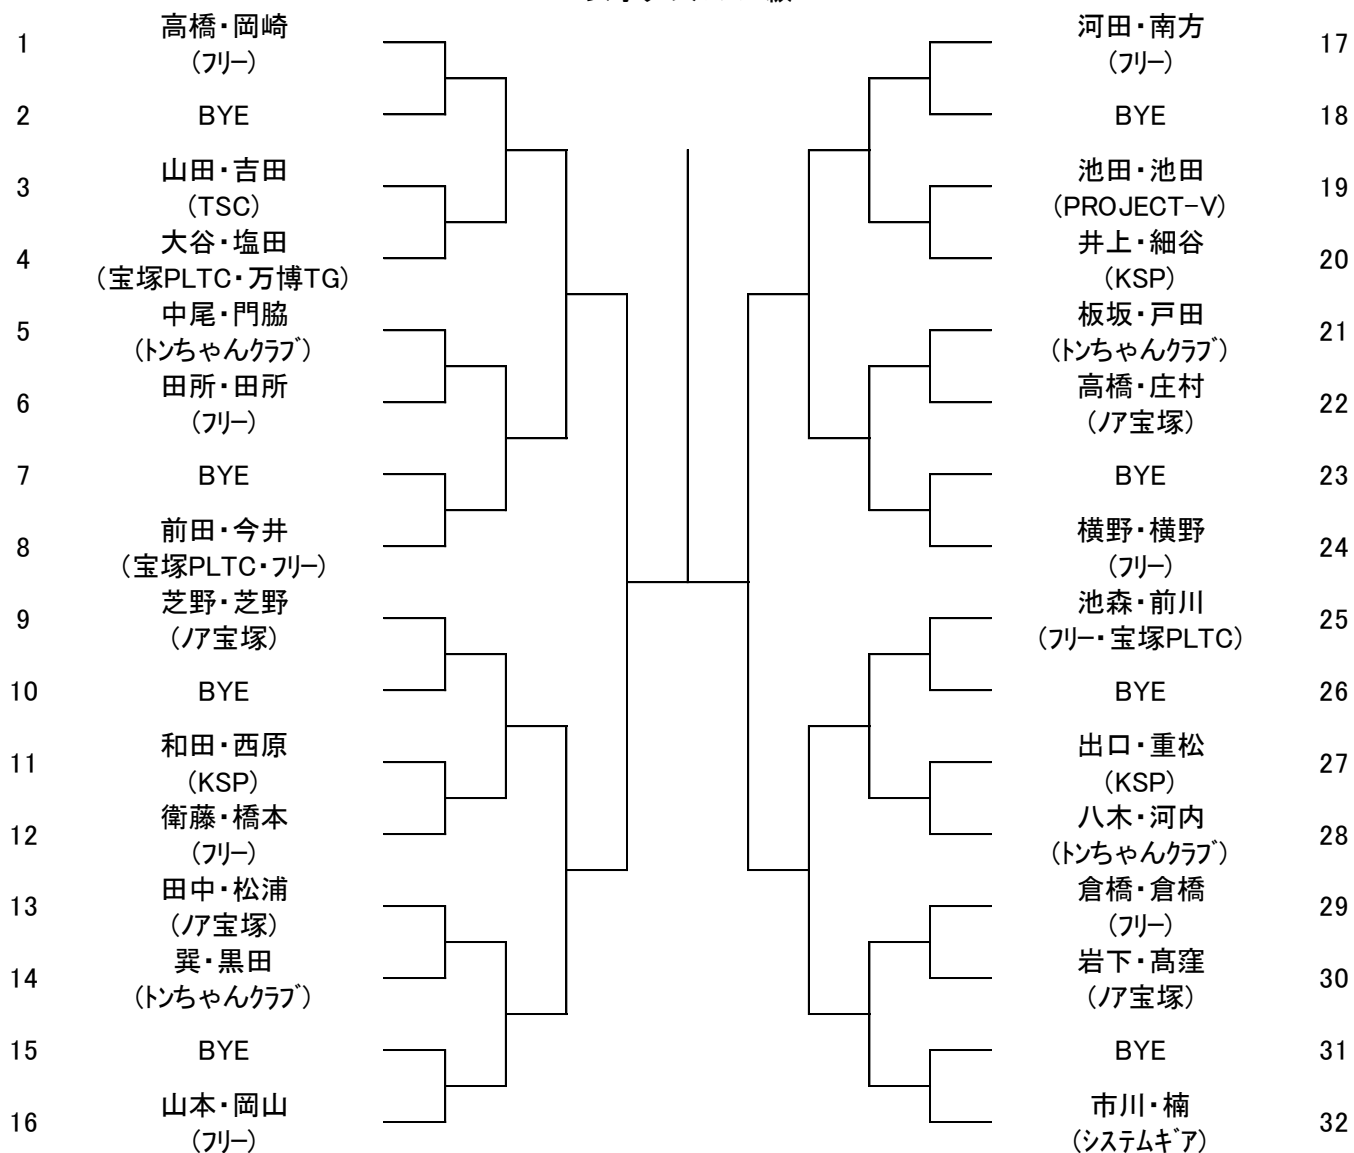 1
高橋・岡崎
(ﾌﾘｰ)
2
BYE
3
山田・吉田
(TSC)
4
大谷・塩田
(宝塚PLTC・万博TG)
5
中尾・門脇
(ﾄﾝちゃんｸﾗﾌﾞ)
6
田所・田所
(ﾌﾘｰ)
7
BYE
8
前田・今井
(宝塚PLTC・ﾌﾘｰ)
9
芝野・芝野
(ﾉｱ宝塚)
10
BYE
11
和田・西原
(KSP)
12
衛藤・橋本
(ﾌﾘｰ)
13
田中・松浦
(ﾉｱ宝塚)
14
巽・黒田
(ﾄﾝちゃんｸﾗﾌﾞ)
15
BYE
16
山本・岡山
(ﾌﾘｰ)
河田・南方
(ﾌﾘｰ)
17
BYE
18
池田・池田
(PROJECT-V)
19
井上・細谷
(KSP)
20
板坂・戸田
(ﾄﾝちゃんｸﾗﾌﾞ)
21
高橋・庄村
(ﾉｱ宝塚)
22
BYE
23
横野・横野
(ﾌﾘｰ)
24
池森・前川
(ﾌﾘｰ・宝塚PLTC)
25
BYE
26
出口・重松
(KSP)
27
八木・河内
(ﾄﾝちゃんｸﾗﾌﾞ)
28
倉橋・倉橋
(ﾌﾘｰ)
29
岩下・髙窪
(ﾉｱ宝塚)
30
BYE
31
市川・楠
(ｼｽﾃﾑｷﾞｱ)
32